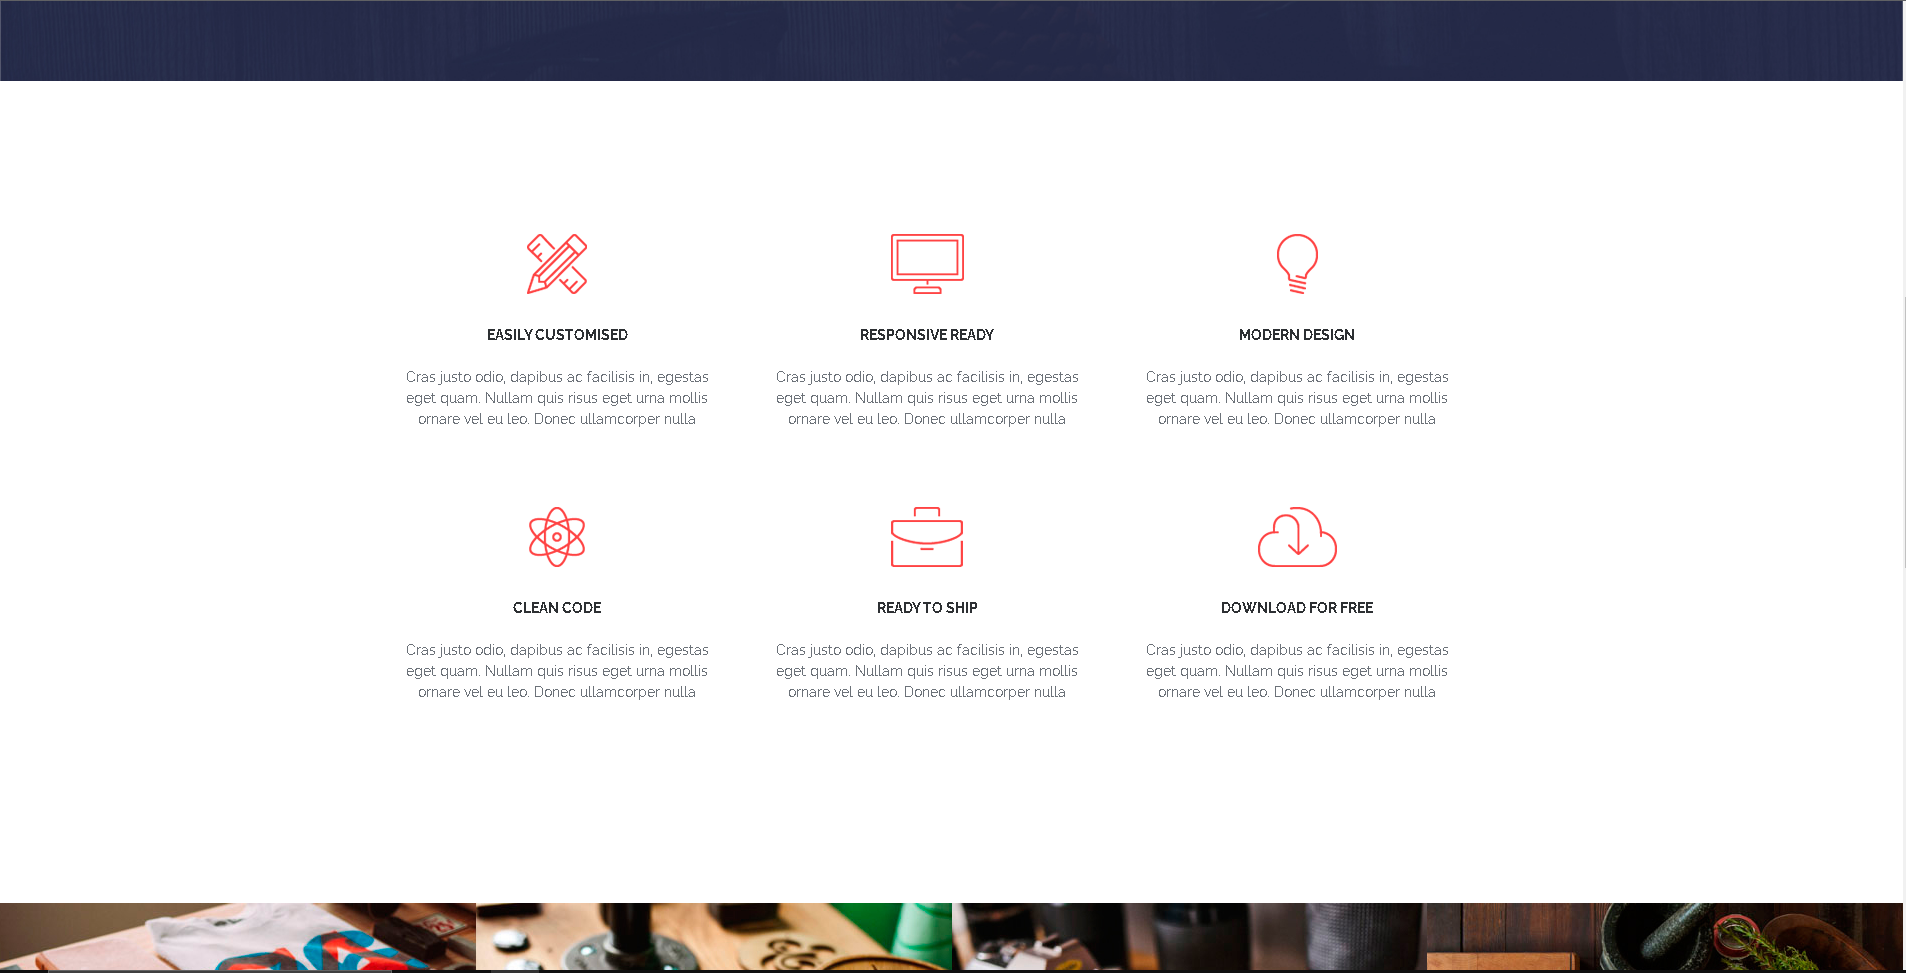 EASILY CUSTOMISED
Cras justo odio, dapibus ac facilisis in, egestas
eget quam. Nullam quis risus eget urna mollis
ornare vel eu leo. Donec ullamcorper nulla
RESPONSIVE READY
Cras justo odio, dapibus ac facilisis in, egestas
eget quam. Nullam quis risus eget urna mollis
ornare vel eu leo. Donec ullamcorper nulla
MODERN DESIGN
Cras justo odio, dapibus ac facilisis in, egestas
eget quam. Nullam quis risus eget urna mollis
ornare vel eu leo. Donec ullamcorper nulla
CLEAN CODE
Cras justo odio, dapibus ac facilisis in, egestas
eget quam. Nullam quis risus eget urna mollis
ornare vel eu leo. Donec ullamcorper nulla
READY TO SHIP
Cras justo odio, dapibus ac facilisis in, egestas
eget quam. Nullam quis risus eget urna mollis
ornare vel eu leo. Donec ullamcorper nulla
DOWNLOAD FOR FREE
Cras justo odio, dapibus ac facilisis in, egestas
eget quam. Nullam quis risus eget urna mollis
ornare vel eu leo. Donec ullamcorper nulla